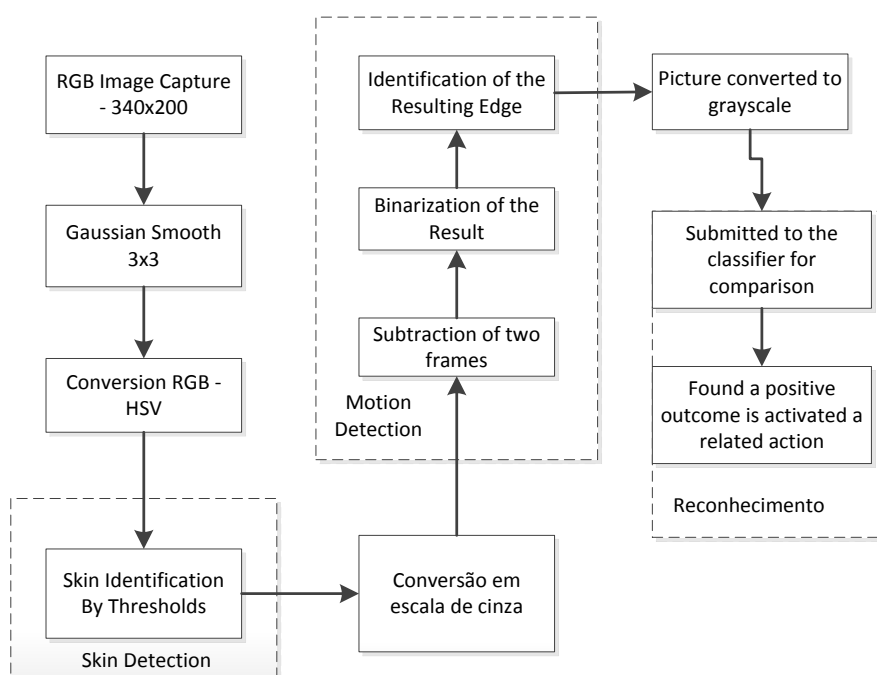 RGB Image Capture
- 340x200
Gaussian Smooth
3x3
Conversion RGB -
HSV
Skin Identification
By Thresholds
Skin Detection
Conversão em
escala de cinza
Subtraction of two
frames
Motion
Detection
Binarization of the
Result
Identification of the
Resulting Edge
Picture converted to
grayscale
Submitted to the
classifier for
comparison
Found a positive
outcome is activated a
related action
Reconhecimento